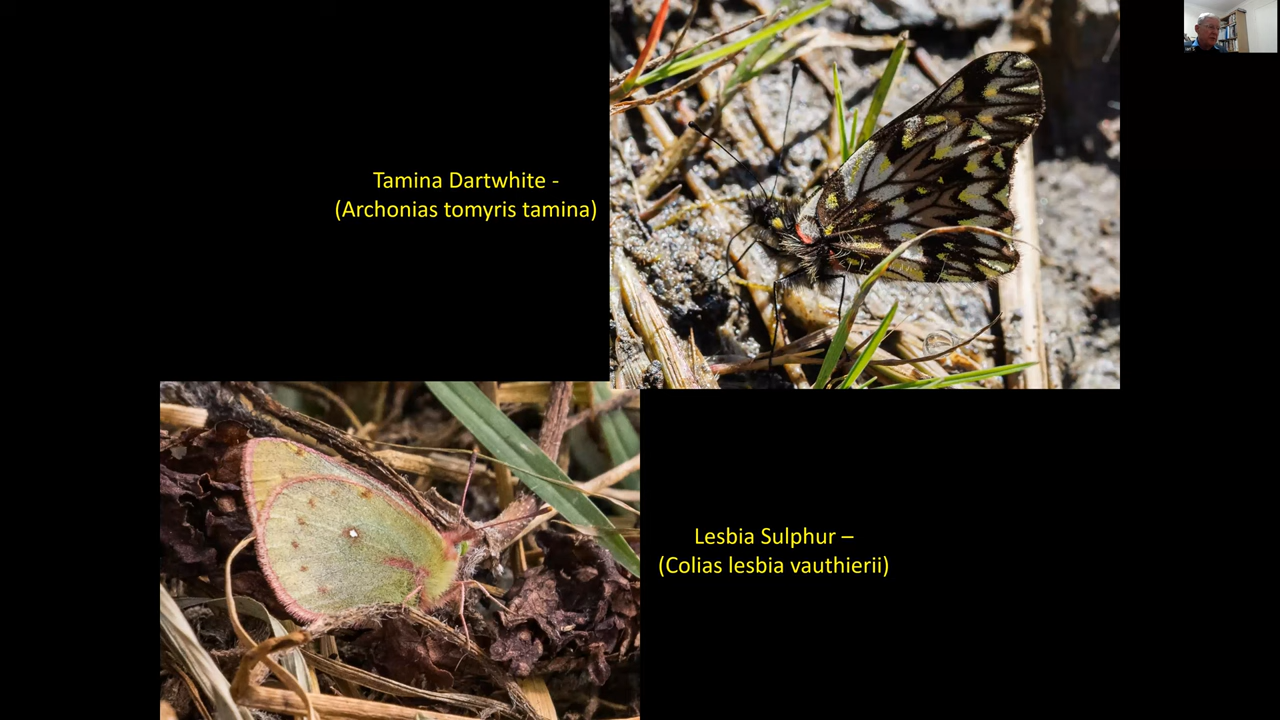 Tamina Dartwhite -
(Archonias tomyris tamina)
Lesbia Sulphur –
(Colias lesbia vauthierii)